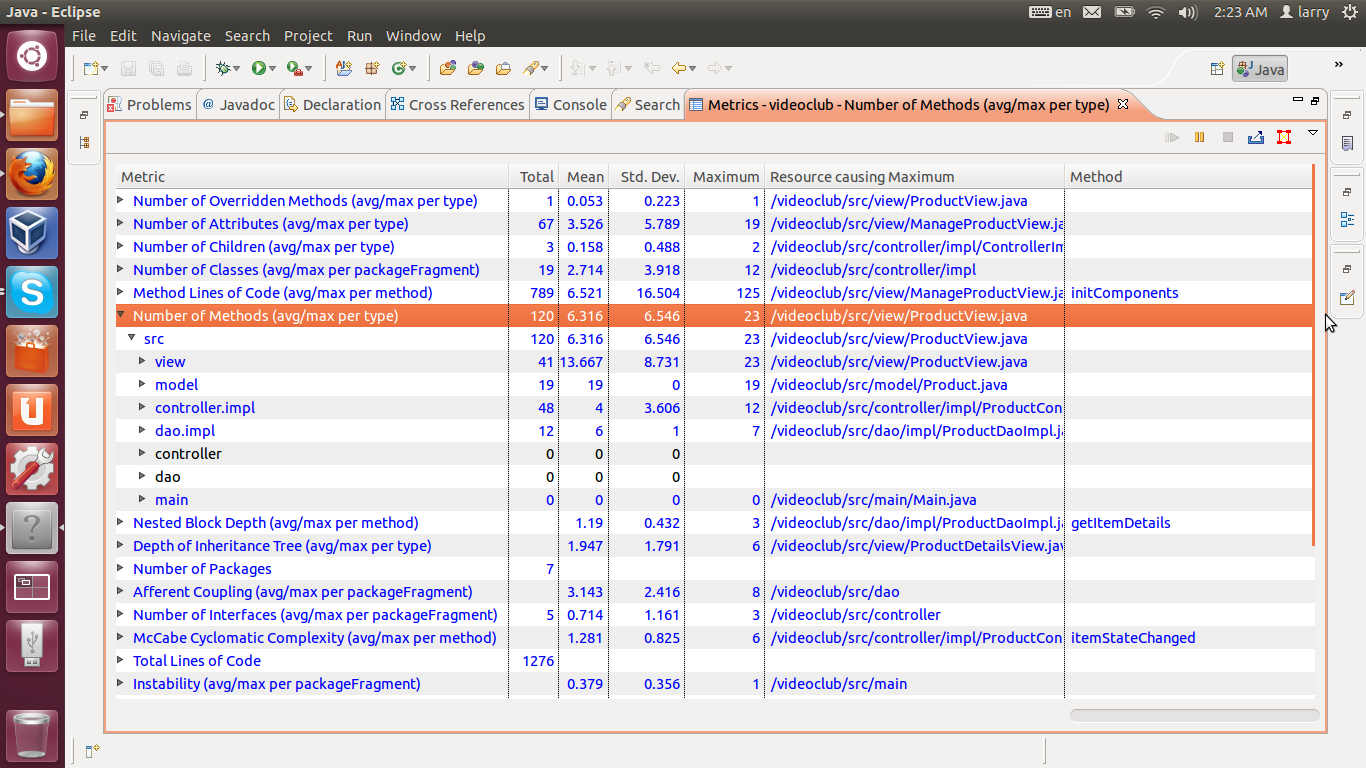 Java - Eclipse en 2:23 AM larry
File Edit Navigate Search Project Run Window Help
Java »
Problems @ Javadoc Declaration Cross References Console Search Metrics - videoclub - Number of Methods (avg/max per type)
Metric Total Mean Std. Dev. Maximum Resource causing Maximum Method
Number of Overridden Methods (avg/max per type) 1 0.053 0.223 1 /videoclub/src/view/ProductView.java
Number of Attributes (avg/max per type) 67 3.526 5.789 19 /videoclub/src/view/ManageProductView.ja
Number of Children (avg/max per type) 3 0.158 0.488 2 /videoclub/src/controller/impl/ControllerIm
Number of Classes (avg/max per packageFragment) 19 2.714 3.918 12 /videoclub/src/controller/impl
Method Lines of Code (avg/max per method) 789 6.521 16.504 125 /videoclub/src/view/ManageProductView.ja initComponents
Number of Methods (avg/max per type) 120 6.316 6.546 23 /videoclub/src/view/ProductView.java
src 120 6.316 6.546 23 /videoclub/src/view/ProductView.java
view 41 13.667 8.731 23 /videoclub/src/view/ProductView.java
model 19 19 0 19 /videoclub/src/model/Product.java
controller.impl 48 4 3.606 12 /videoclub/src/controller/impl/ProductCon
dao.impl 12 6 1 7 /videoclub/src/dao/impl/ProductDaoImpl.ja
controller 0 0 0
dao 0 0 0
main 0 0 0 0 /videoclub/src/main/Main.java
Nested Block Depth (avg/max per method) 1.19 0.432 3 /videoclub/src/dao/impl/ProductDaoImpl.ja getItemDetails
Depth of Inheritance Tree (avg/max per type) 1.947 1.791 6 /videoclub/src/view/ProductDetailsView.jav
Number of Packages 7
Afferent Coupling (avg/max per packageFragment) 3.143 2.416 8 /videoclub/src/dao
Number of Interfaces (avg/max per packageFragment) 5 0.714 1.161 3 /videoclub/src/controller
McCabe Cyclomatic Complexity (avg/max per method) 1.281 0.825 6 /videoclub/src/controller/impl/ProductCon itemStateChanged
Total Lines of Code 1276
Instability (avg/max per packageFragment) 0.379 0.356 1 /videoclub/src/main